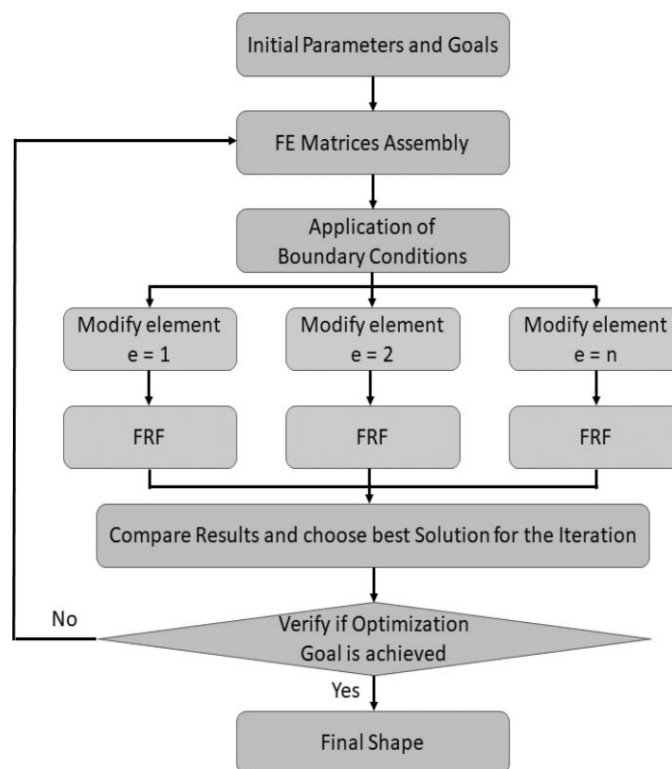 Initial Parameters and Goals
FE Matrices Assembly
Application of
Boundary Conditions
Modify element
e = 1
Modify element
e = 2
Modify element
e = n
FRF
FRF
FRF
Compare Results and choose best Solution for the Iteration
Verify if Optimization
Goal is achieved
No
Yes
Final Shape